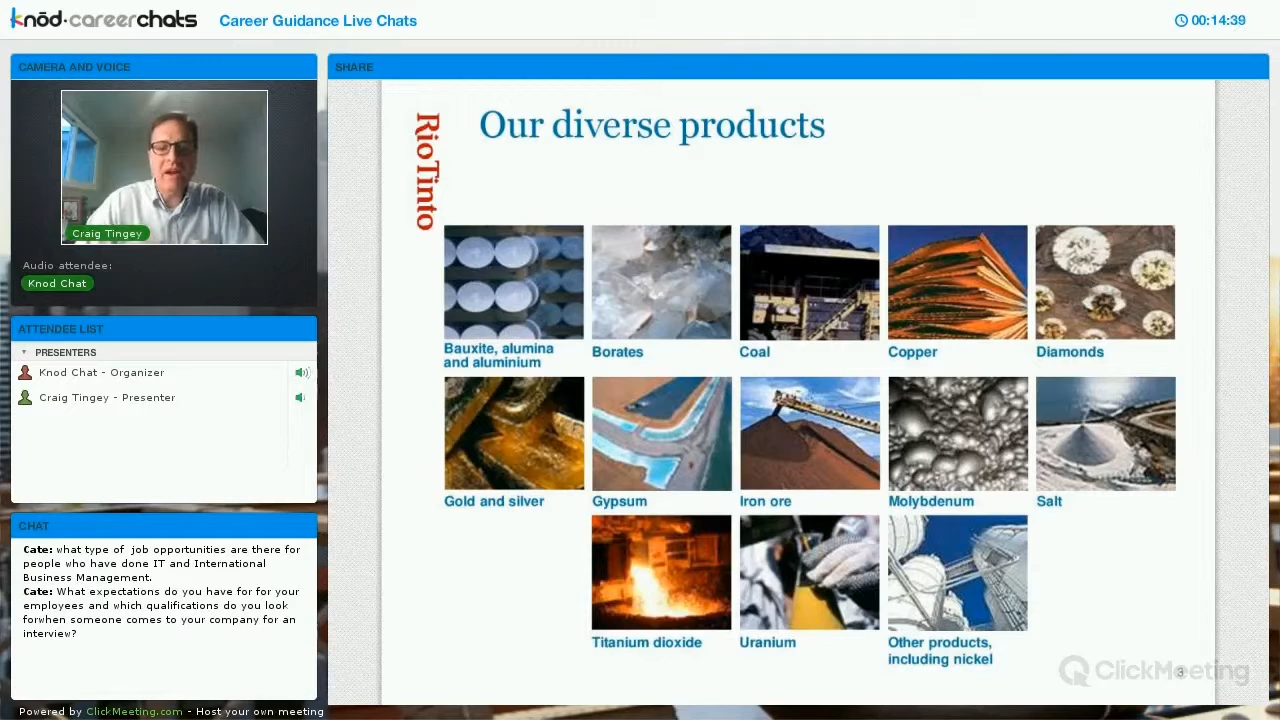 knōd·careerchats
Career Guidance Live Chats
00:14:39
CAMERA AND VOICE
Craig Tingey
Audio attendee:
Knod Chat
ATTENDEE LIST
PRESENTERS
Knod Chat - Organizer
Craig Tingey - Presenter
CHAT
Cate: what type of job opportunities are there for
people who have done IT and International
Business Management.
Cate: What expectations do you have for for your
employees and which qualifications do you look
forwhen someone comes to your company for an
interview?
Powered by ClickMeeting.com - Host your own meeting
SHARE
RioTinto
Our diverse products
Bauxite, alumina
and aluminium
Borates
Coal
Copper
Diamonds
Gold and silver
Gypsum
Iron ore
Molybdenum
Salt
Titanium dioxide
Uranium
Other products,
including nickel
ClickMeeting
3